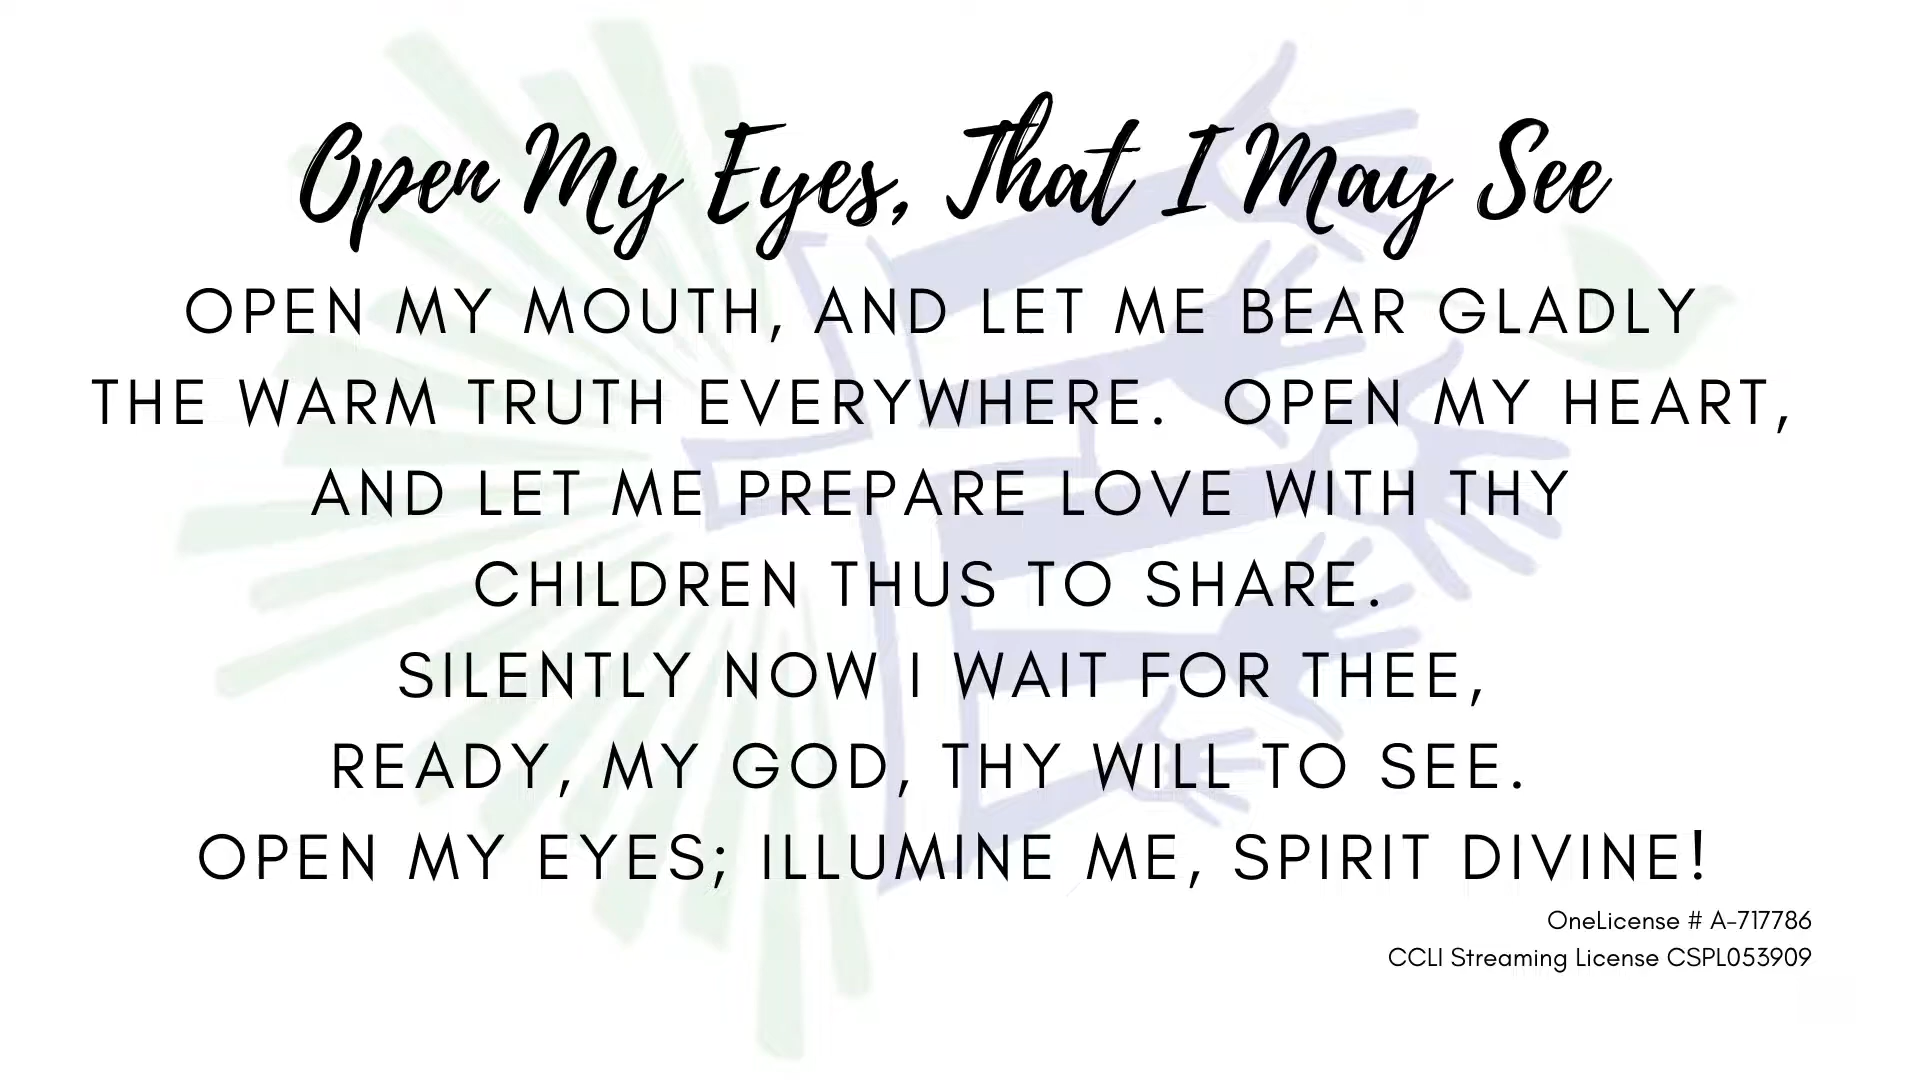 Open My Eyes, That I May See
OPEN MY MOUTH, AND LET ME BEAR GLADLY
THE WARM TRUTH EVERYWHERE. OPEN MY HEART,
AND LET ME PREPARE LOVE WITH THY
CHILDREN THUS TO SHARE.
SILENTLY NOW I WAIT FOR THEE,
READY, MY GOD, THY WILL TO SEE.
OPEN MY EYES; ILLUMINE ME, SPIRIT DIVINE!
OneLicense # A-717786
CCLI Streaming License CSPL053909